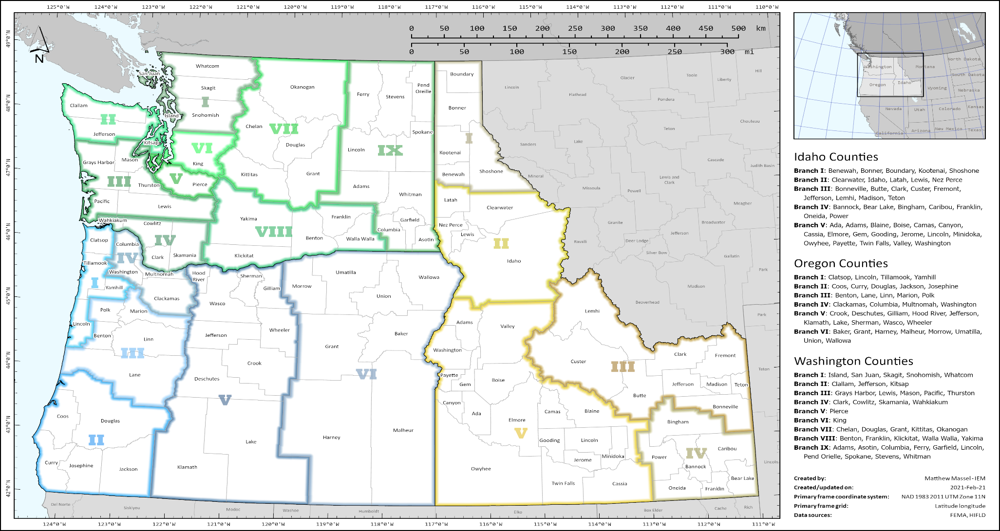 125°0'W 124°0'W 123°0'W 122°0'W 121°0'W 120°0'W 119°0'W 118°0'W 117°0'W 116°0'W 115°0'W 114°0'W 113°0'W 112°0'W 111°0'W 110°0'W
49°0'N
48°0'N
47°0'N
46°0'N
45°0'N
44°0'N
43°0'N
42°0'N
N
0 50 100 150 200 250 300 350 400 450 500 km
0 50 100 150 200 250 300 mi
Whatcom
San Juan
Skagit
I
Island
Snohomish
Clallam
II
Jefferson
Kitsap
Grays Harbor
Mason
III
Thurston
Pacific
Lewis
Wahkiakum
Cowlitz
IV
Clark
Skamania
V
Pierce
VI
King
Okanogan
Chelan
VII
Douglas
Kittitas
Grant
Yakima
VIII
Franklin
Benton
Walla Walla
Klickitat
Ferry
Stevens
Pend
Oreille
Spokane
Lincoln
IX
Adams
Whitman
Garfield
Columbia
Asotin
Clatsop
Tillamook
I
Yamhill
Lincoln
Columbia
IV
Washington
Multnomah
Clackamas
Polk
Marion
Benton
Linn
III
Lane
Coos
Douglas
II
Curry
Josephine
Jackson
Hood
River
Sherman
Gilliam
Wasco
Jefferson
Wheeler
Crook
Deschutes
V
Lake
Klamath
Morrow
Umatilla
Wallowa
Union
Baker
Grant
VI
Harney
Malheur
Boundary
Bonner
I
Kootenai
Benewah
Shoshone
Latah
Clearwater
Nez Perce
Lewis
II
Idaho
Adams
Valley
Washington
Payette
Gem
Boise
Canyon
Ada
Elmore
V
Camas
Blaine
Gooding
Lincoln
Jerome
Minidoka
Owyhee
Twin Falls
Cassia
Lemhi
Custer
III
Clark
Fremont
Jefferson
Madison
Teton
Butte
Bonneville
Bingham
Caribou
Power
IV
Bannock
Bear Lake
Oneida
Franklin
Lincoln
Flathead
Glacier
Toole
Liberty
Hill
Pondera
Chouteau
Teton
Sanders
Lake
Cascade
Judith Basin
Mineral
Missoula
Lewis and
Clark
Powell
Meagher
Granite
Broadwater
Ravalli
Deer Lodge
Jefferson
Silver Bow
Gallatin
Park
Madison
Beaverhead
Park
Teton
Lincoln
Del Norte
Siskiyou
Modoc
Washoe
Humboldt
Elko
Box Elder
Cache
Rich
124°0'W 123°0'W 122°0'W 121°0'W 120°0'W 119°0'W 118°0'W 117°0'W 116°0'W 115°0'W 114°0'W 113°0'W 112°0'W 111°0'W
Washington
Montana
North Dakota
Oregon
Idaho
South Dakota
Wyoming
Nebraska
Nevada
Utah
Colorado
Kansas
California
Arizona
New Mexico
Texas
Idaho Counties
Branch I: Benewah, Bonner, Boundary, Kootenai, Shoshone
Branch II: Clearwater, Idaho, Latah, Lewis, Nez Perce
Branch III: Bonneville, Butte, Clark, Custer, Fremont,
Jefferson, Lemhi, Madison, Teton
Branch IV: Bannock, Bear Lake, Bingham, Caribou, Franklin,
Oneida, Power
Branch V: Ada, Adams, Blaine, Boise, Camas, Canyon,
Cassia, Elmore, Gem, Gooding, Jerome, Lincoln, Minidoka,
Owyhee, Payette, Twin Falls, Valley, Washington
Oregon Counties
Branch I: Clatsop, Lincoln, Tillamook, Yamhill
Branch II: Coos, Curry, Douglas, Jackson, Josephine
Branch III: Benton, Lane, Linn, Marion, Polk
Branch IV: Clackamas, Columbia, Multnomah, Washington
Branch V: Crook, Deschutes, Gilliam, Hood River, Jefferson,
Klamath, Lake, Sherman, Wasco, Wheeler
Branch VI: Baker, Grant, Harney, Malheur, Morrow, Umatilla,
Union, Wallowa
Washington Counties
Branch I: Island, San Juan, Skagit, Snohomish, Whatcom
Branch II: Clallam, Jefferson, Kitsap
Branch III: Grays Harbor, Lewis, Mason, Pacific, Thurston
Branch IV: Clark, Cowlitz, Skamania, Wahkiakum
Branch V: Pierce
Branch VI: King
Branch VII: Chelan, Douglas, Grant, Kittitas, Okanogan
Branch VIII: Benton, Franklin, Klickitat, Walla Walla, Yakima
Branch IX: Adams, Asotin, Columbia, Ferry, Garfield, Lincoln,
Pend Orielle, Spokane, Stevens, Whitman
Created by: Matthew Massel - IEM
Created/updated on: 2021-Feb-21
Primary frame coordinate system: NAD 1983 2011 UTM Zone 11N
Primary frame grid: Latitude longitude
Data sources: FEMA, HIFLD